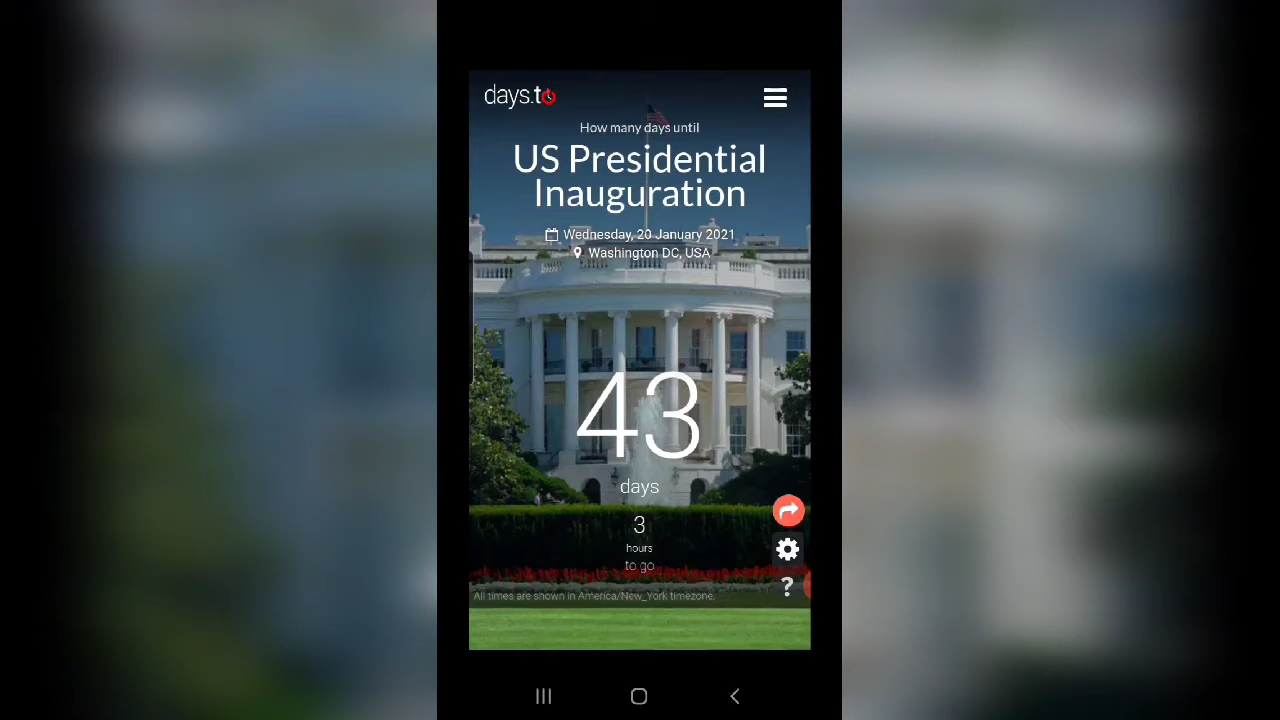 days.to
How many days until
US Presidential
Inauguration
Wednesday, 20 January 2021
Washington DC, USA
43
days
3
hours
to go
?
All times are shown in America/New_York timezone.